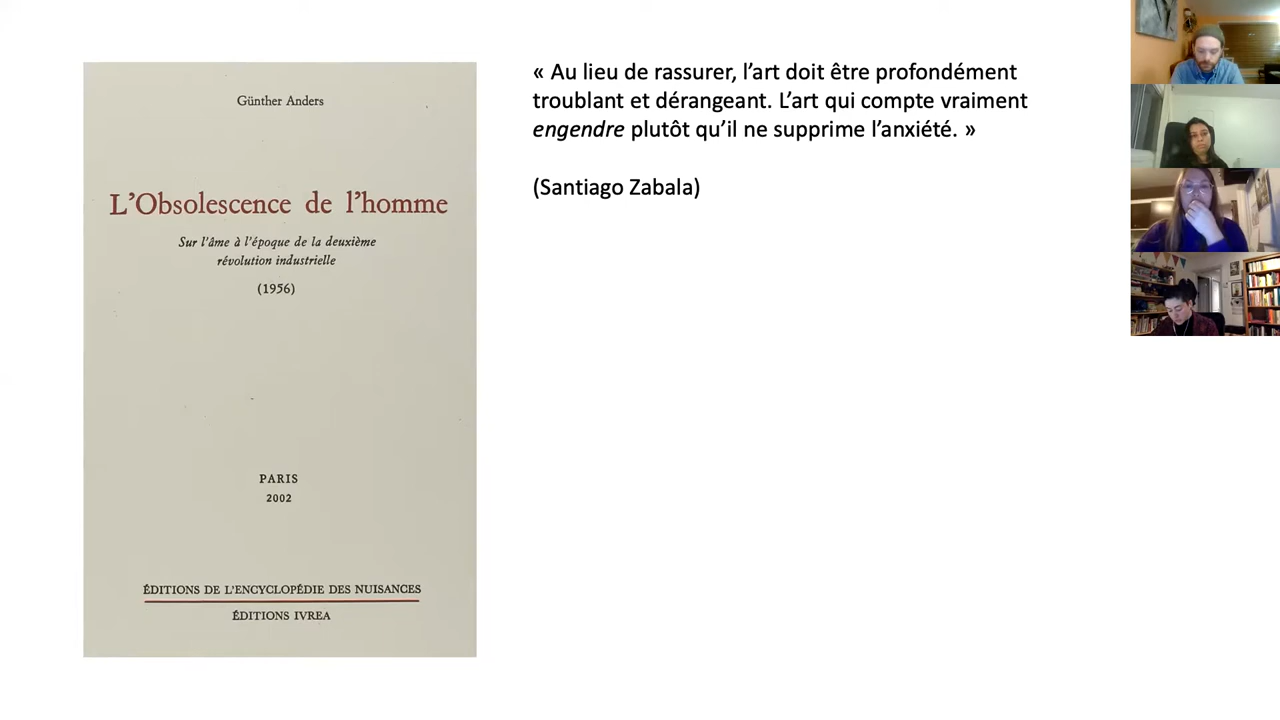 Günther Anders
L'Obsolescence de l'homme
Sur l'âme à l'époque de la deuxième
révolution industrielle
(1956)
PARIS
2002
ÉDITIONS DE L'ENCYCLOPÉDIE DES NUISANCES
ÉDITIONS IVREA
« Au lieu de rassurer, l’art doit être profondément
troublant et dérangeant. L’art qui compte vraiment
engendre plutôt qu’il ne supprime l’anxiété. »
(Santiago Zabala)